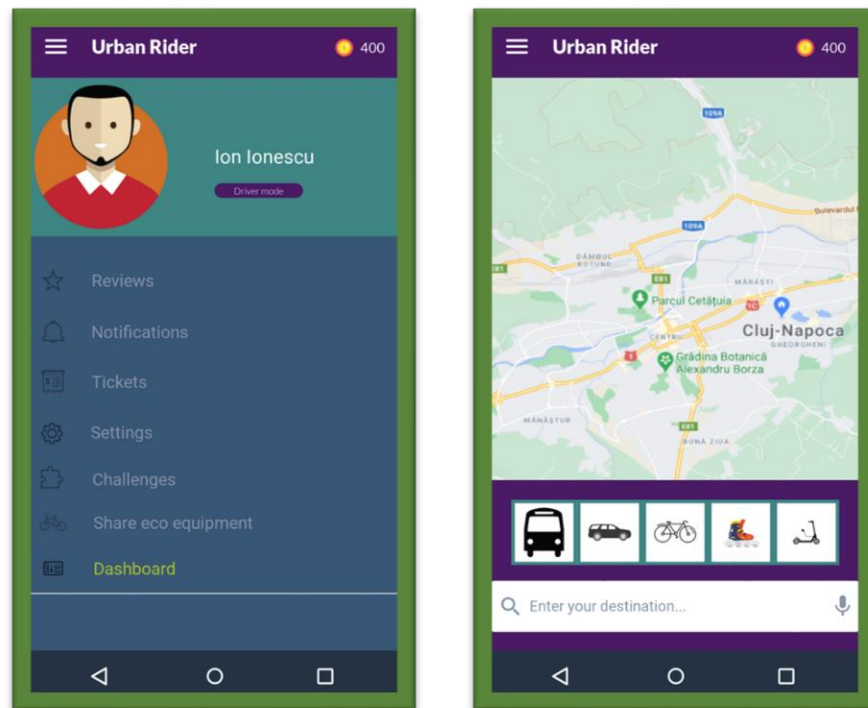 Urban Rider
400
Ion Ionescu
Driver mode
Reviews
Notifications
Tickets
Settings
Challenges
Share eco equipment
Dashboard
Urban Rider
400
109A
Bulevardul
109A
DÂMBUL
ROTUND
E81
E81
MĂRĂȘTI
Parcul Cetățuia
1C
Cluj-Napoca
CENTRU
GHEORGHENI
1
Grădina Botanică
Alexandru Borza
MĂNĂȘTUR
E81
BUNĂ ZIUA
Enter your destination...